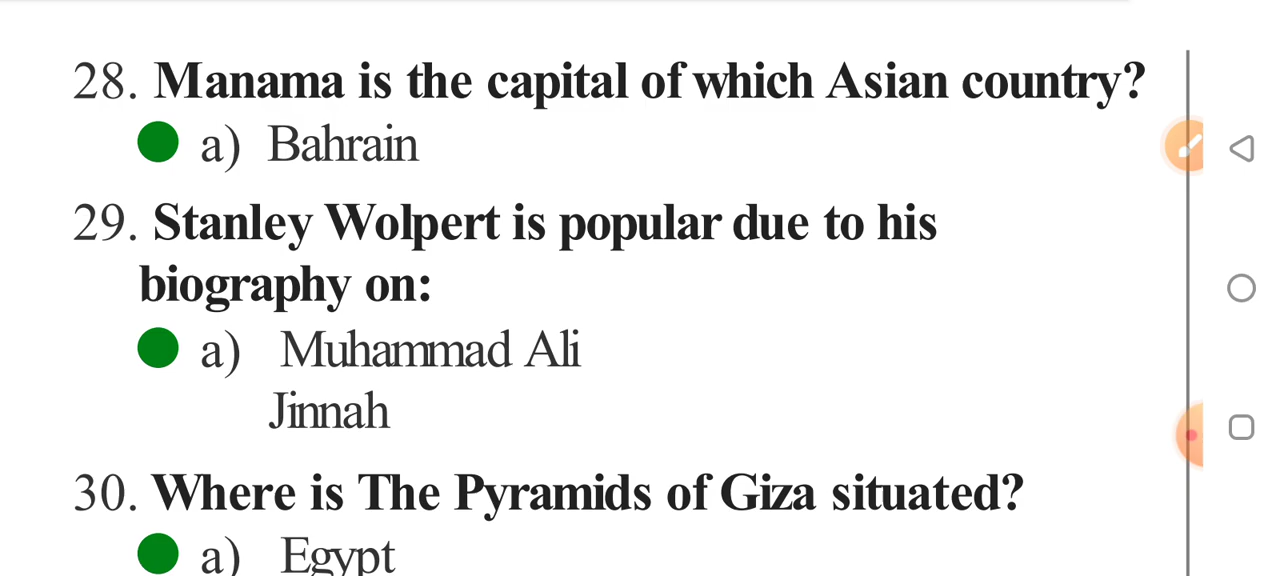 28. Manama is the capital of which Asian country?
a) Bahrain
29. Stanley Wolpert is popular due to his
biography on:
a) Muhammad Ali
Jinnah
30. Where is The Pyramids of Giza situated?
a) Egypt